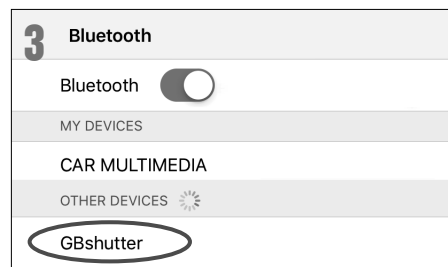 3 Bluetooth
Bluetooth
MY DEVICES
CAR MULTIMEDIA
OTHER DEVICES
GBshutter